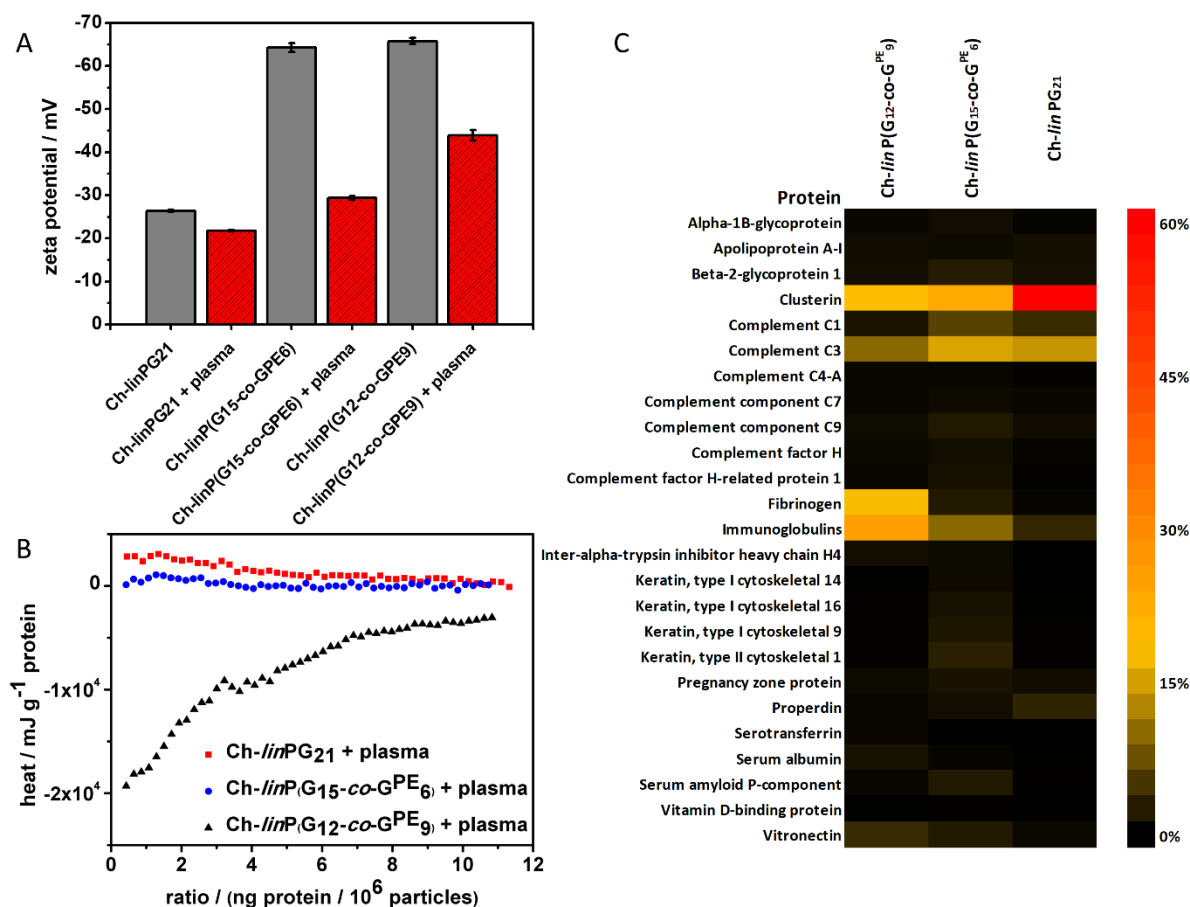 A
zeta potential / mV
-70
-60
-50
-40
-30
-20
-10
0
Ch-linPG21
Ch-linPG21 + plasma
Ch-linP(G15-co-GPE6)
Ch-linP(G15-co-GPE6) + plasma
Ch-linP(G12-co-GPE9)
Ch-linP(G12-co-GPE9) + plasma
B
heat / mJ g-1 protein
0
-1x104
-2x104
Ch-linPG21 + plasma
Ch-linP(G15-co-GPE6) + plasma
Ch-linP(G12-co-GPE9) + plasma
0 2 4 6 8 10 12
ratio / (ng protein / 106 particles)
C
Ch-lin P(G12-co-GPE9)
Ch-lin P(G15-co-GPE6)
Ch-lin PG21
Protein
Alpha-1B-glycoprotein
Apolipoprotein A-I
Beta-2-glycoprotein 1
Clusterin
Complement C1
Complement C3
Complement C4-A
Complement component C7
Complement component C9
Complement factor H
Complement factor H-related protein 1
Fibrinogen
Immunoglobulins
Inter-alpha-trypsin inhibitor heavy chain H4
Keratin, type I cytoskeletal 14
Keratin, type I cytoskeletal 16
Keratin, type I cytoskeletal 9
Keratin, type II cytoskeletal 1
Pregnancy zone protein
Properdin
Serotransferrin
Serum albumin
Serum amyloid P-component
Vitamin D-binding protein
Vitronectin
60%
45%
30%
15%
0%